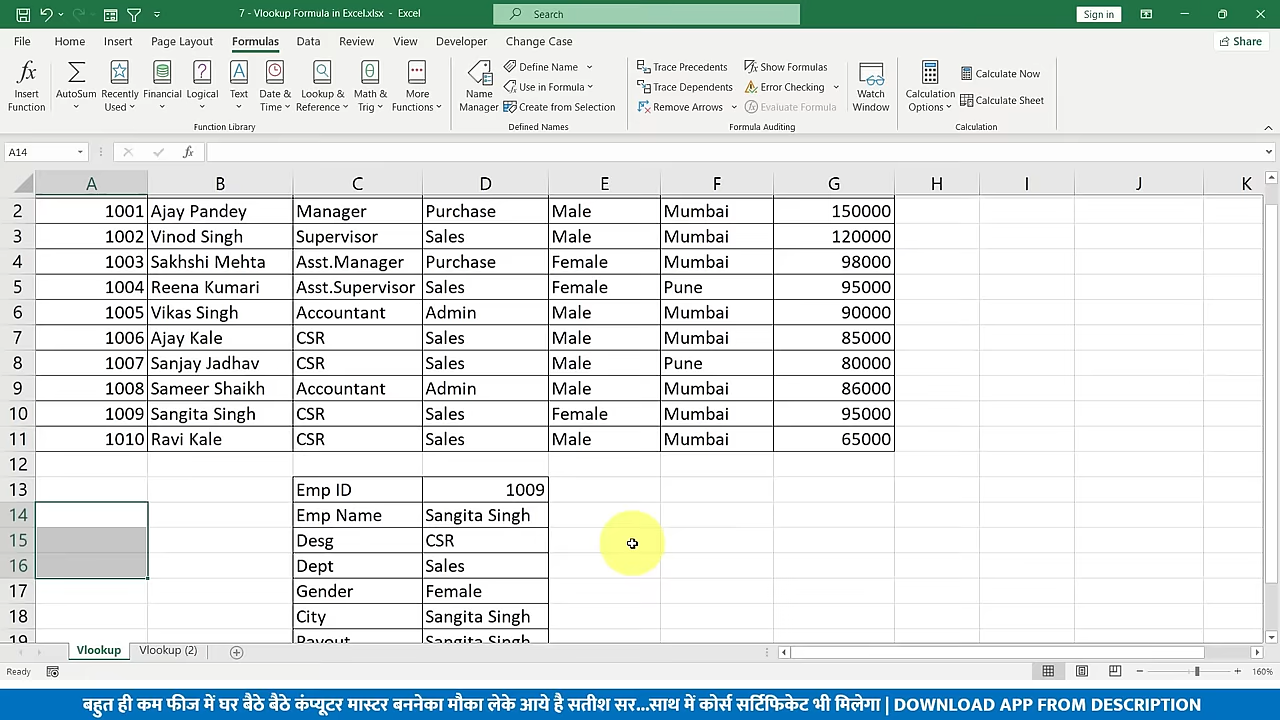 7 - Vlookup Formula in Excel.xlsx - Excel
Search
Sign in
File Home Insert Page Layout Formulas Data Review View Developer Change Case
Share
Insert Function
AutoSum
Recently Used
Financial
Logical
Text
Date & Time
Lookup & Reference
Math & Trig
More Functions
Function Library
Name Manager
Define Name
Use in Formula
Create from Selection
Defined Names
Trace Precedents
Trace Dependents
Remove Arrows
Show Formulas
Error Checking
Evaluate Formula
Formula Auditing
Watch Window
Calculation Options
Calculate Now
Calculate Sheet
Calculation
A14
fx
A B C D E F G H I J K
2 1001 Ajay Pandey Manager Purchase Male Mumbai 150000
3 1002 Vinod Singh Supervisor Sales Male Mumbai 120000
4 1003 Sakhshi Mehta Asst.Manager Purchase Female Mumbai 98000
5 1004 Reena Kumari Asst.Supervisor Sales Female Pune 95000
6 1005 Vikas Singh Accountant Admin Male Mumbai 90000
7 1006 Ajay Kale CSR Sales Male Mumbai 85000
8 1007 Sanjay Jadhav CSR Sales Male Pune 80000
9 1008 Sameer Shaikh Accountant Admin Male Mumbai 86000
10 1009 Sangita Singh CSR Sales Female Mumbai 95000
11 1010 Ravi Kale CSR Sales Male Mumbai 65000
12
13 Emp ID 1009
14 Emp Name Sangita Singh
15 Desg CSR
16 Dept Sales
17 Gender Female
18 City Sangita Singh
19 Payout Sangita Singh
Vlookup Vlookup (2)
Ready
160%
बहुत ही कम फीज में घर बैठे बैठे कंप्यूटर मास्टर बननेका मौका लेके आये है सतीश सर...साथ में कोर्स सर्टिफिकेट भी मिलेगा | DOWNLOAD APP FROM DESCRIPTION